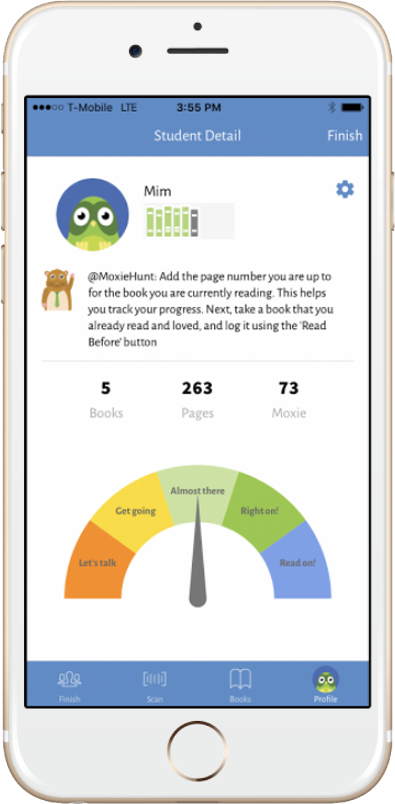 T-Mobile LTE 3:55 PM
Student Detail Finish
Mim
@MoxieHunt: Add the page number you are up to
for the book you are currently reading. This helps
you track your progress. Next, take a book that you
already read and loved, and log it using the 'Read
Before' button
5 263 73
Books Pages Moxie
Almost there
Get going Right on!
Let's talk Read on!
Finish Scan Books Profile